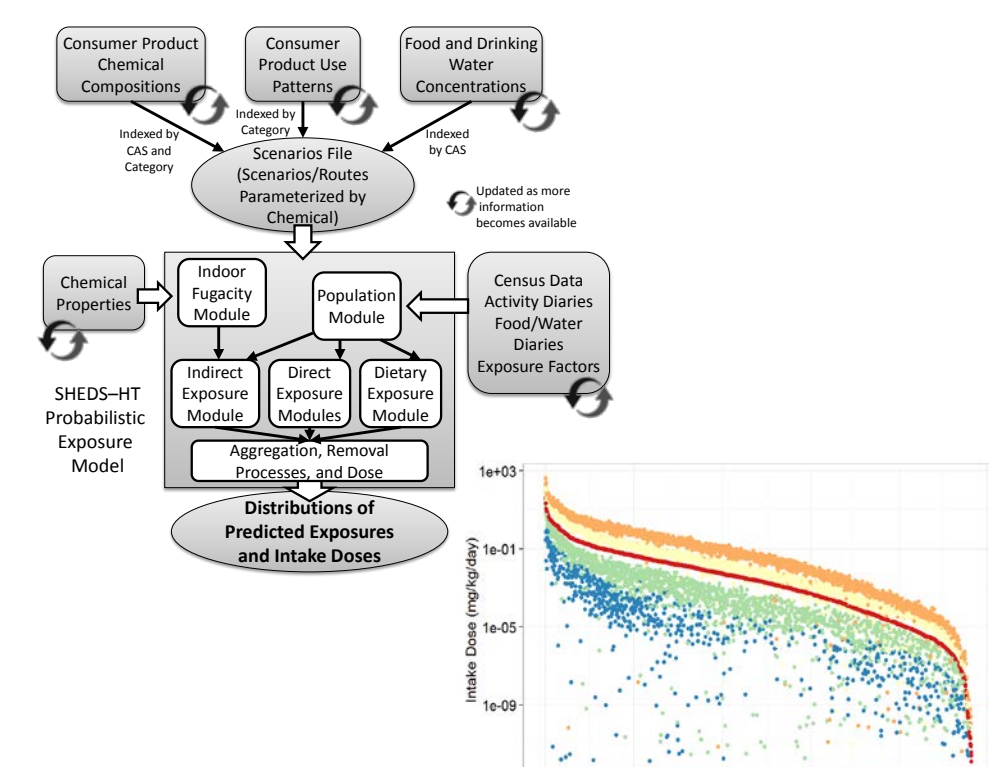 Consumer Product
Chemical
Compositions
Consumer
Product Use
Patterns
Food and Drinking
Water
Concentrations
Indexed by
CAS and
Category
Indexed by
Category
Indexed
by CAS
Scenarios File
(Scenarios/Routes
Parameterized by
Chemical)
Updated as more
information
becomes available
Chemical
Properties
Indoor
Fugacity
Module
Population
Module
Census Data
Activity Diaries
Food/Water
Diaries
Exposure Factors
Indirect
Exposure
Module
Direct
Exposure
Modules
Dietary
Exposure
Module
SHEDS–HT
Probabilistic
Exposure
Model
Aggregation, Removal
Processes, and Dose
Distributions of
Predicted Exposures
and Intake Doses
Intake Dose (mg/kg/day)
1e+03
1e-01
1e-05
1e-09